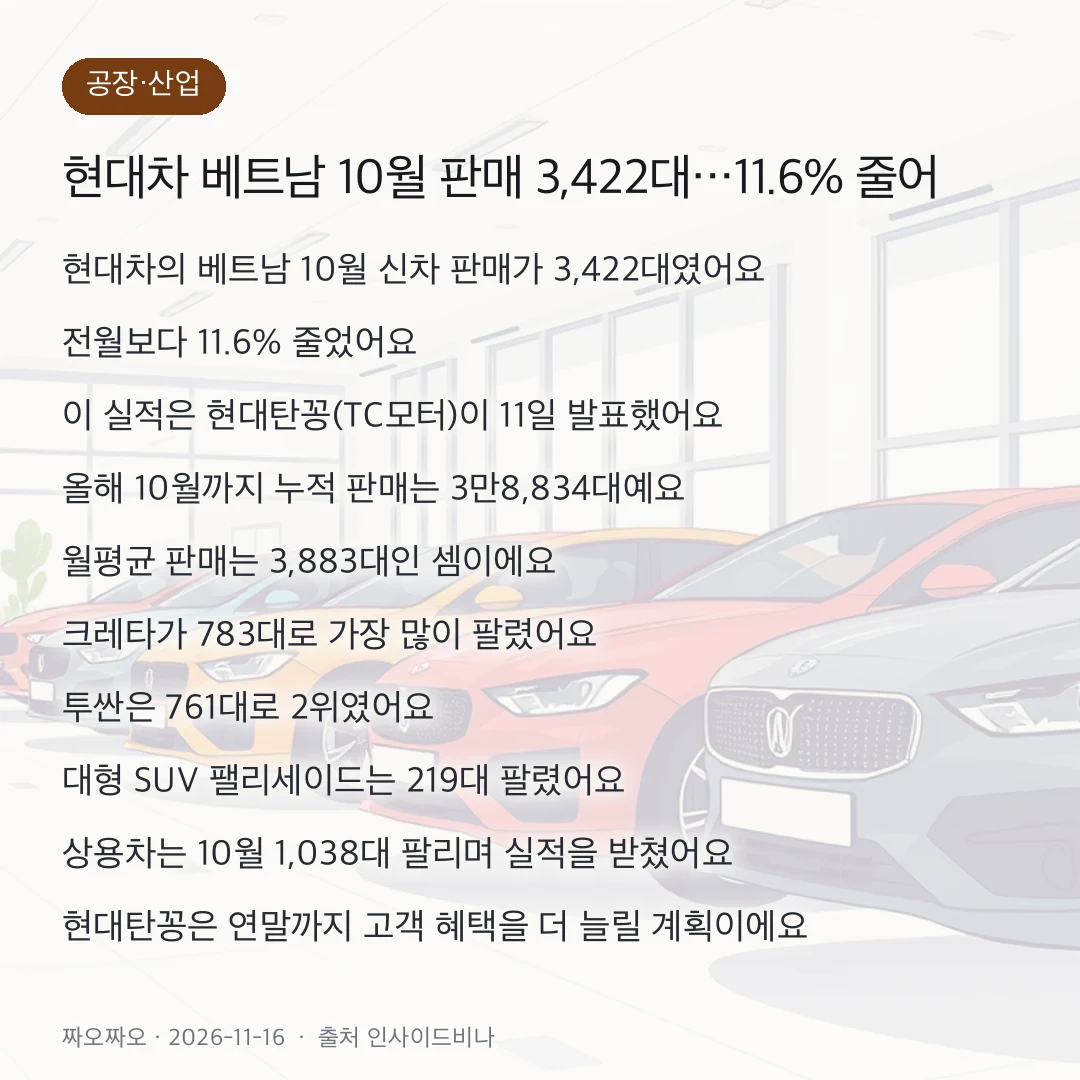 공장·산업
현대차 베트남 10월 판매 3,422대…11.6% 줄어
현대차의 베트남 10월 신차 판매가 3,422대였어요
전월보다 11.6% 줄었어요
이 실적은 현대탄꽁(TC모터)이 11일 발표했어요
올해 10월까지 누적 판매는 3만8,834대예요
월평균 판매는 3,883대인 셈이에요
크레타가 783대로 가장 많이 팔렸어요
투싼은 761대로 2위였어요
대형 SUV 팰리세이드는 219대 팔렸어요
상용차는 10월 1,038대 팔리며 실적을 받쳤어요
현대탄꽁은 연말까지 고객 혜택을 더 늘릴 계획이에요
짜오짜오 · 2026-11-16 · 출처 인사이드비나